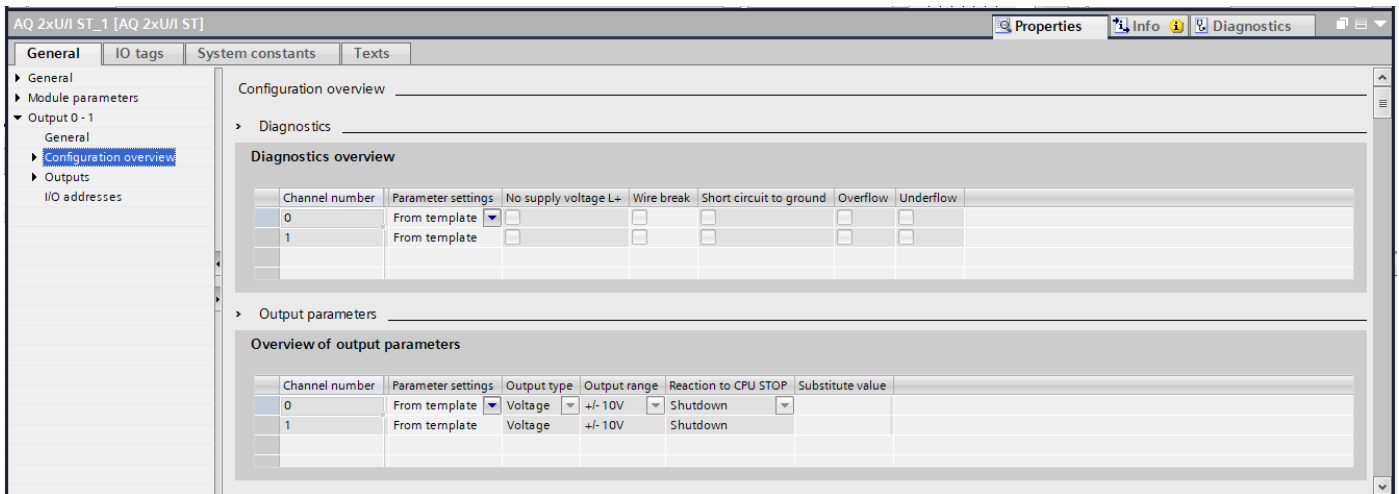 AQ 2xU/I ST_1 [AQ 2xU/I ST]
Properties Info Diagnostics
General IO tags System constants Texts
General
Module parameters
Output 0 - 1
General
Configuration overview
Outputs
I/O addresses
Configuration overview
Diagnostics
Diagnostics overview
Channel number Parameter settings No supply voltage L+ Wire break Short circuit to ground Overflow Underflow
0 From template
1 From template
Output parameters
Overview of output parameters
Channel number Parameter settings Output type Output range Reaction to CPU STOP Substitute value
0 From template Voltage +/- 10V Shutdown
1 From template Voltage +/- 10V Shutdown